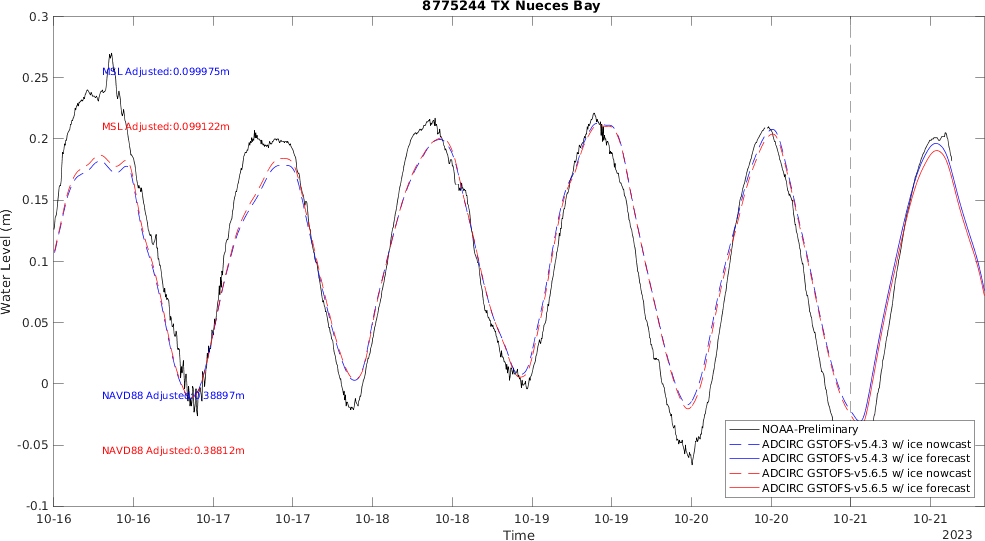 8775244 TX Nueces Bay
0.3
0.25
0.2
0.15
0.1
0.05
0
-0.05
-0.1
Water Level (m)
MSL Adjusted:0.099975m
MSL Adjusted:0.099122m
NAVD88 Adjusted:0.38897m
NAVD88 Adjusted:0.38812m
NOAA-Preliminary
ADCIRC GSTOFS-v5.4.3 w/ ice nowcast
ADCIRC GSTOFS-v5.4.3 w/ ice forecast
ADCIRC GSTOFS-v5.6.5 w/ ice nowcast
ADCIRC GSTOFS-v5.6.5 w/ ice forecast
10-16 10-16 10-17 10-17 10-18 10-18 10-19 10-19 10-20 10-20 10-21 10-21
Time
2023